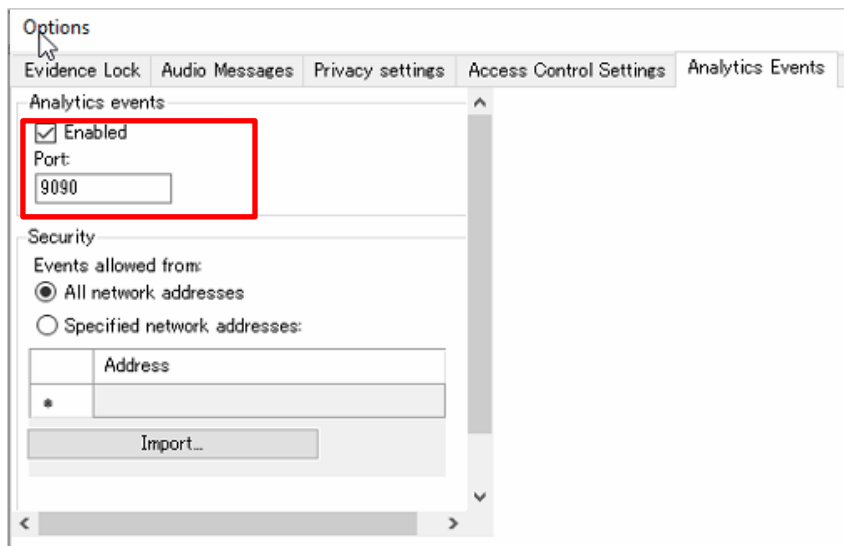 Options
Evidence Lock Audio Messages Privacy settings Access Control Settings Analytics Events
Analytics events
Enabled
Port:
9090
Security
Events allowed from:
All network addresses
Specified network addresses:
Address
*
Import...